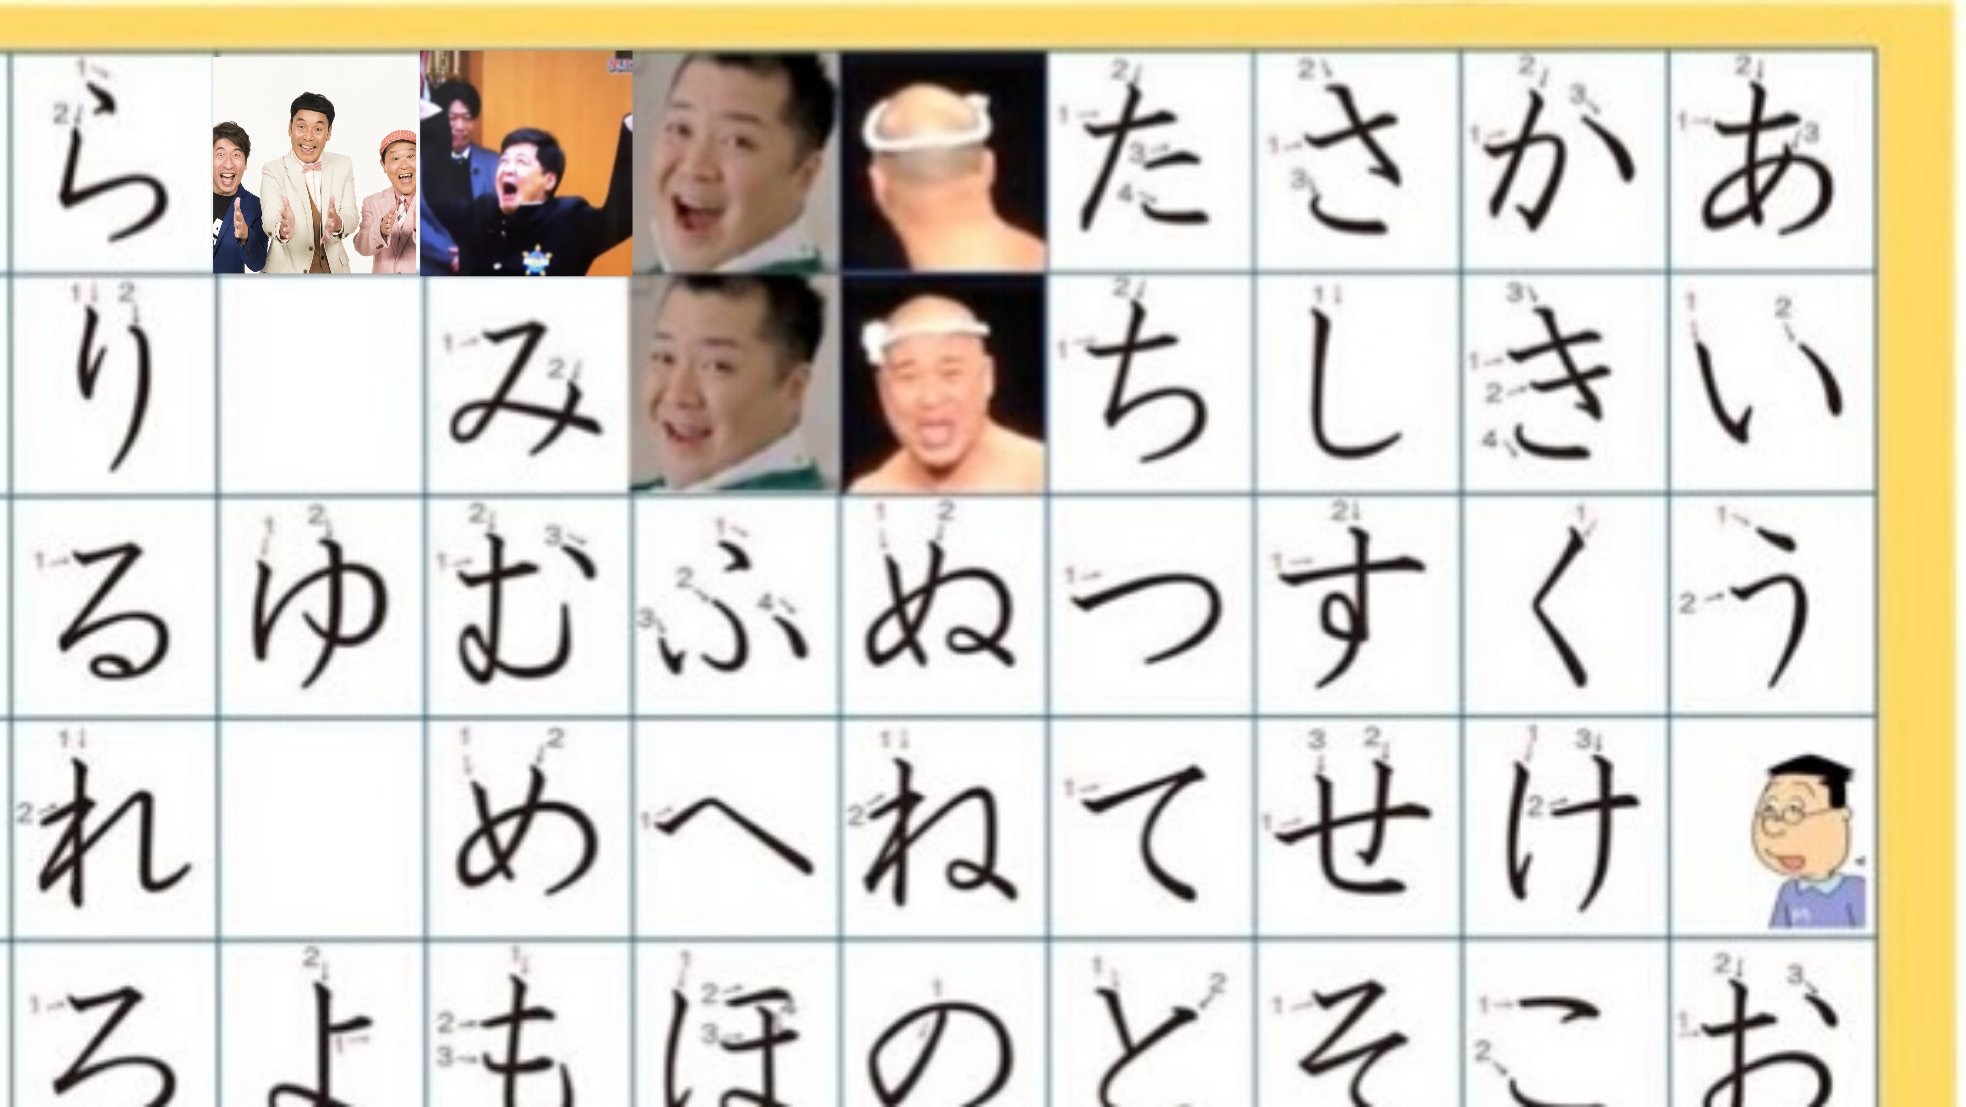 あ か さ た ら
い き し ち み り
う く す つ ぬ ふ む ゆ る
け せ て ね へ め れ
お こ そ と の ほ も よ ろ